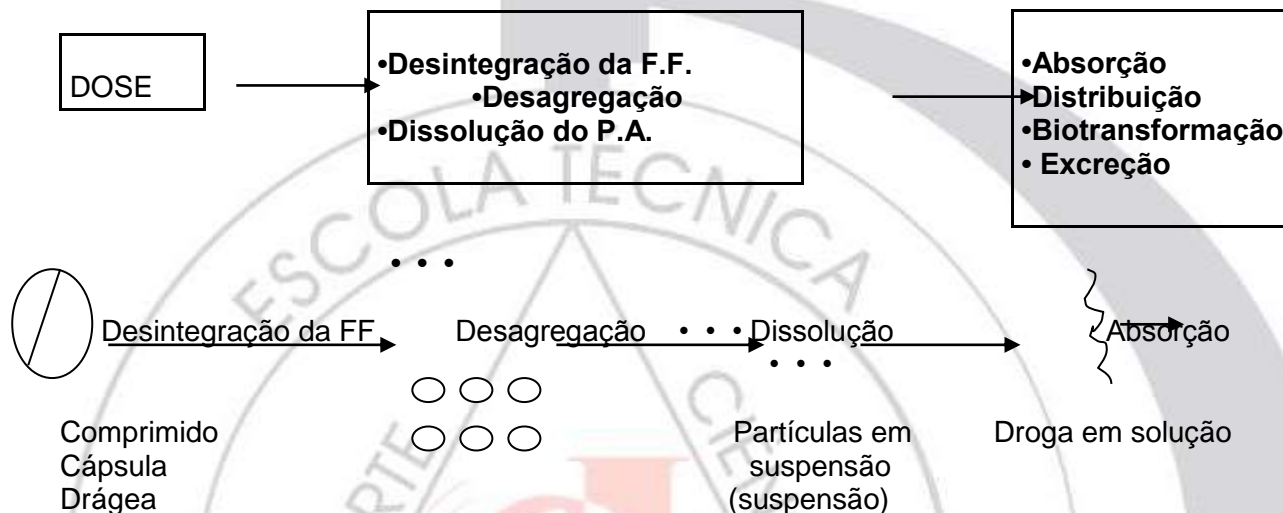 DOSE
•Desintegração da F.F.
•Desagregação
•Dissolução do P.A.
•Absorção
•Distribuição
•Biotransformação
• Excreção
ESCOLA TECNICA
• • •
Desintegração da FF
Desagregação • • • Dissolução
Absorção
• • •
Comprimido
Cápsula
Drágea
Partículas em
suspensão
(suspensão)
Droga em solução